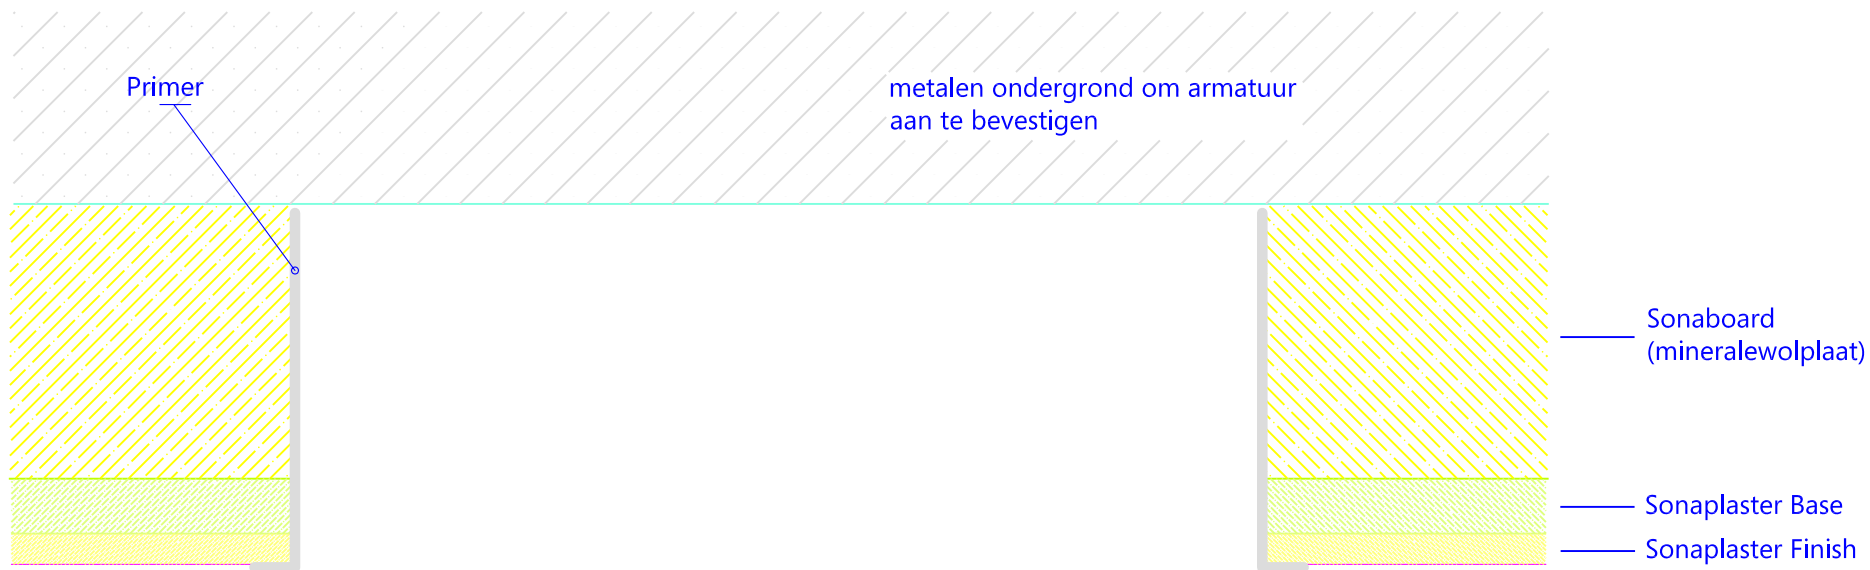 Primer
metalen ondergrond om armatuur
aan te bevestigen
Sonaboard
(mineralewolplaat)
Sonaplaster Base
Sonaplaster Finish